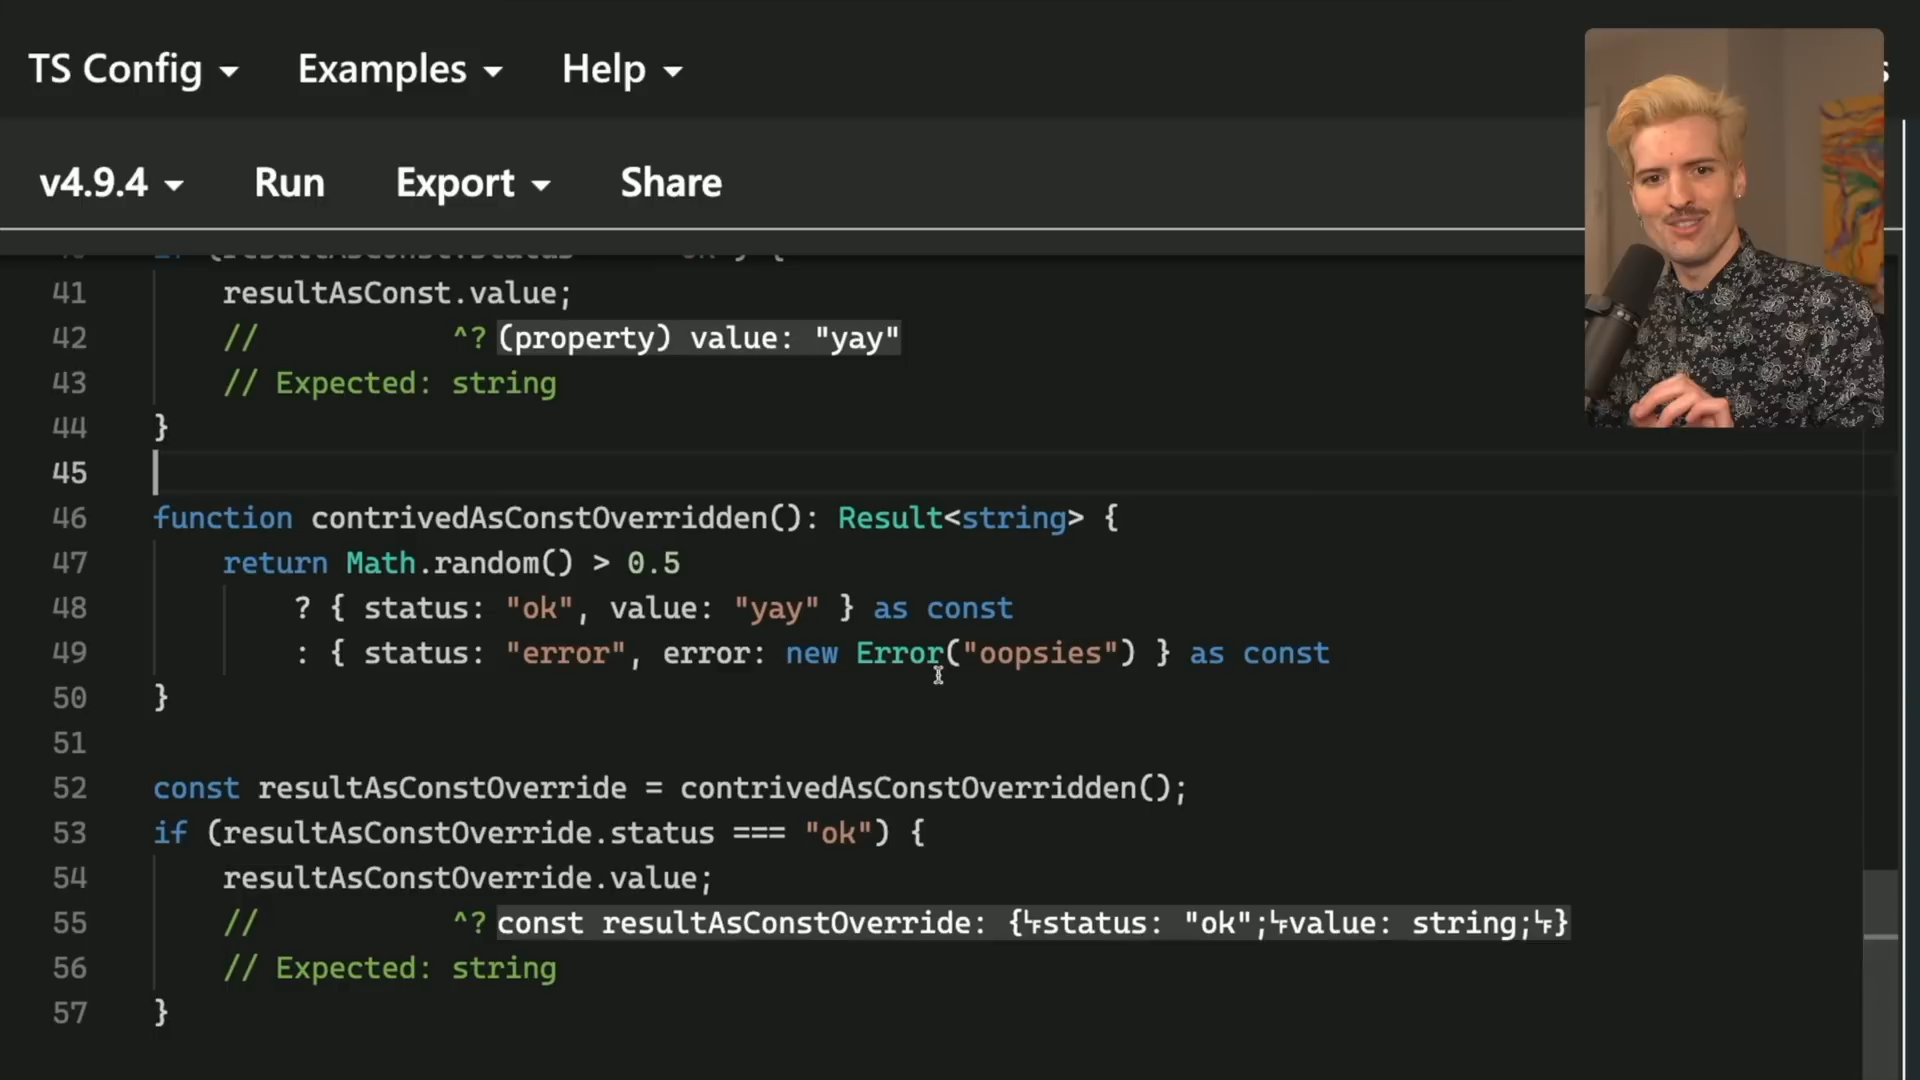 TS Config Examples Help
v4.9.4 Run Export Share
41 resultAsConst.value;
42 // ^? (property) value: "yay"
43 // Expected: string
44 }
45
46 function contrivedAsConstOverridden(): Result<string> {
47 return Math.random() > 0.5
48 ? { status: "ok", value: "yay" } as const
49 : { status: "error", error: new Error("oopsies") } as const
50 }
51
52 const resultAsConstOverride = contrivedAsConstOverridden();
53 if (resultAsConstOverride.status === "ok") {
54 resultAsConstOverride.value;
55 // ^? const resultAsConstOverride: {␊status: "ok";␊value: string;␊}
56 // Expected: string
57 }